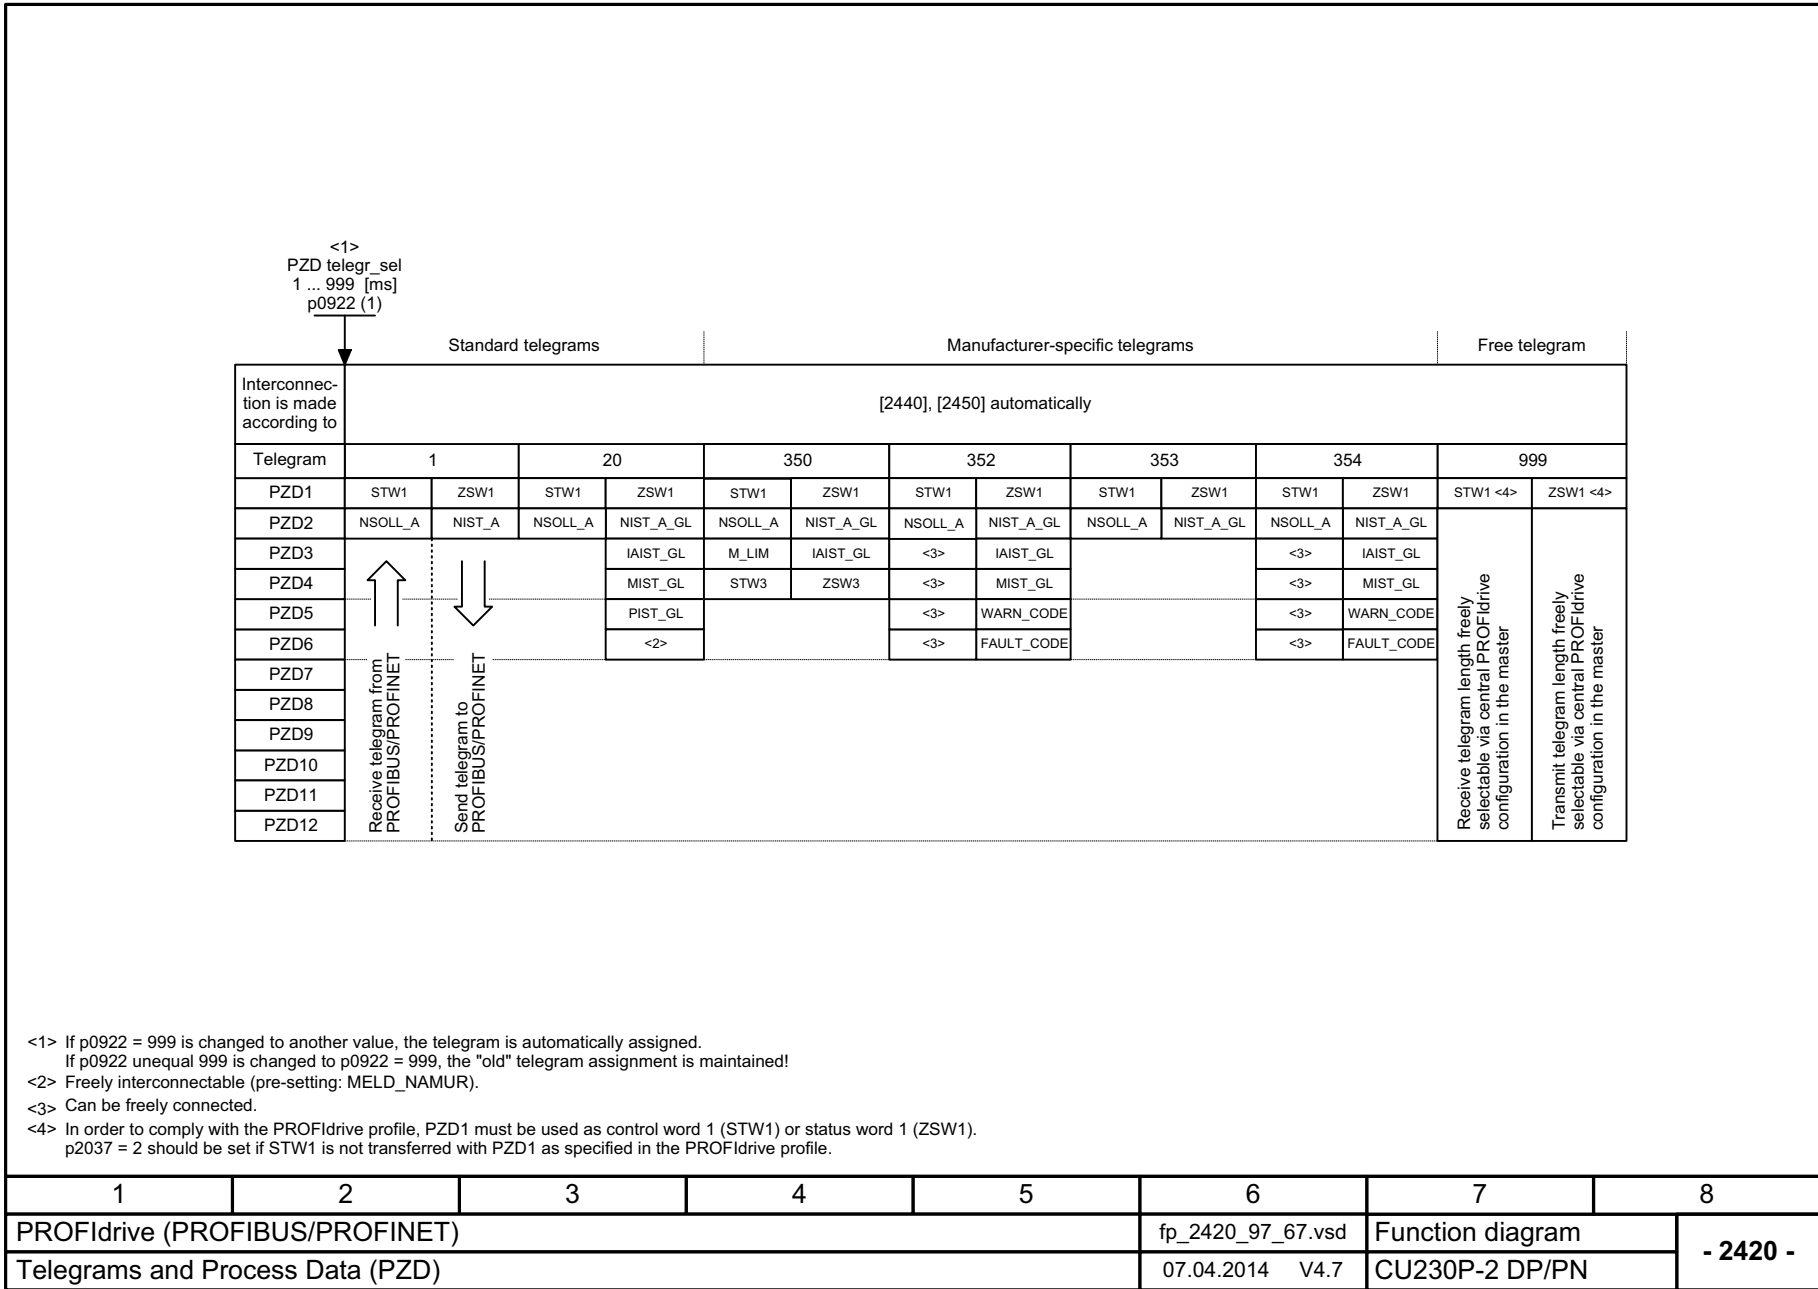 <1>
PZD telegr_sel
1 ... 999 [ms]
p0922 (1)
Standard telegrams Manufacturer-specific telegrams Free telegram
Interconnec-
tion is made
according to
[2440], [2450] automatically
Telegram 1 20 350 352 353 354 999
PZD1 STW1 ZSW1 STW1 ZSW1 STW1 ZSW1 STW1 ZSW1 STW1 ZSW1 STW1 ZSW1 STW1 <4> ZSW1 <4>
PZD2 NSOLL_A NIST_A NSOLL_A NIST_A_GL NSOLL_A NIST_A_GL NSOLL_A NIST_A_GL NSOLL_A NIST_A_GL NSOLL_A NIST_A_GL
PZD3 IAIST_GL M_LIM IAIST_GL <3> IAIST_GL <3> IAIST_GL
PZD4 MIST_GL STW3 ZSW3 <3> MIST_GL <3> MIST_GL
PZD5 PIST_GL <3> WARN_CODE <3> WARN_CODE
PZD6 <2> <3> FAULT_CODE <3> FAULT_CODE
PZD7
PZD8
PZD9
PZD10
PZD11
PZD12
Receive telegram from
PROFIBUS/PROFINET
Send telegram to
PROFIBUS/PROFINET
Receive telegram length freely
selectable via central PROFIdrive
configuration in the master
Transmit telegram length freely
selectable via central PROFIdrive
configuration in the master
<1> If p0922 = 999 is changed to another value, the telegram is automatically assigned.
If p0922 unequal 999 is changed to p0922 = 999, the "old" telegram assignment is maintained!
<2> Freely interconnectable (pre-setting: MELD_NAMUR).
<3> Can be freely connected.
<4> In order to comply with the PROFIdrive profile, PZD1 must be used as control word 1 (STW1) or status word 1 (ZSW1).
p2037 = 2 should be set if STW1 is not transferred with PZD1 as specified in the PROFIdrive profile.
1 2 3 4 5 6 7 8
PROFIdrive (PROFIBUS/PROFINET) fp_2420_97_67.vsd Function diagram
- 2420 -
Telegrams and Process Data (PZD) 07.04.2014 V4.7 CU230P-2 DP/PN